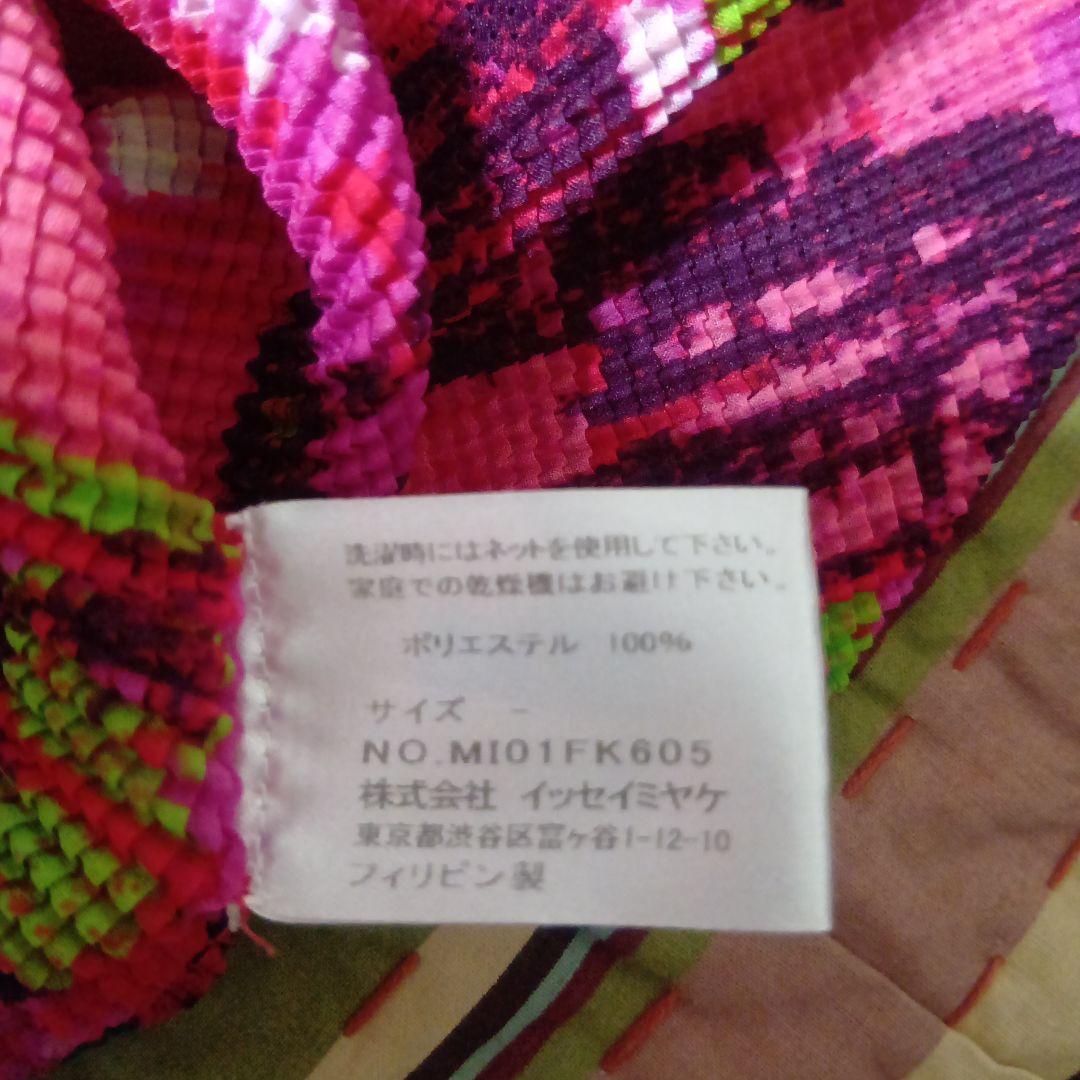 洗濯時にはネットを使用して下さい。
家庭での乾燥機はお避け下さい。
ポリエステル 100%
サイズ -
NO.MI01FK605
株式会社 イッセイミヤケ
東京都渋谷区富ヶ谷1-12-10
フィリピン製